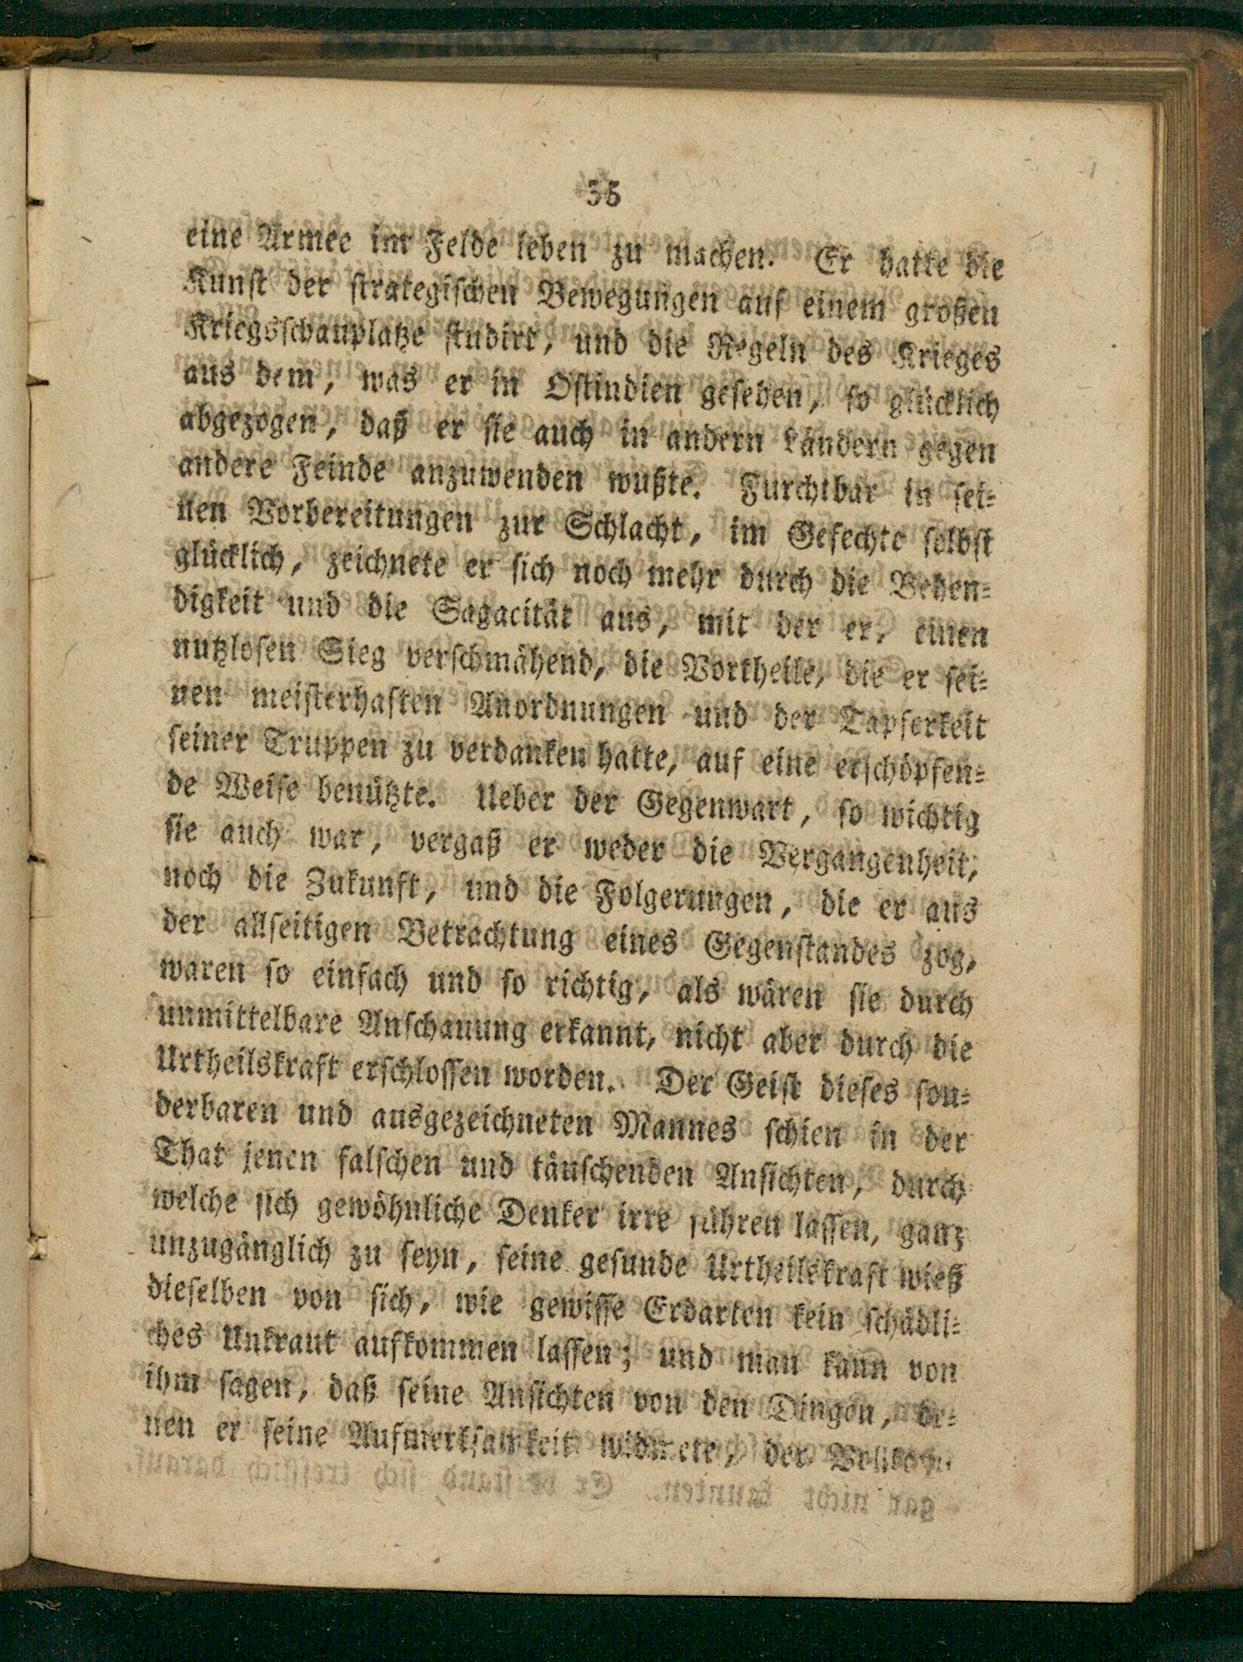 35
eine Armee im Felde leben zu machen. Er hatte die
Kunst der strategischen Bewegungen auf einem großen
Kriegsschauplatze studirt, und die Regeln des Krieges
aus dem, was er in Ostindien gesehen, so glücklich
abgezogen, daß er sie auch in andern Ländern gegen
andere Feinde anzuwenden wußte. Furchtbar in sei-
nen Vorbereitungen zur Schlacht, im Gefechte selbst
glücklich, zeichnete er sich noch mehr durch die Behen-
digkeit und die Sagacität aus, mit der er, einen
nutzlosen Sieg verschmähend, die Vortheile, die er sei-
nen meisterhaften Anordnungen und der Tapferkeit
seiner Truppen zu verdanken hatte, auf eine erschöpfen-
de Weise benützte. Ueber der Gegenwart, so wichtig
sie auch war, vergaß er weder die Vergangenheit,
noch die Zukunft, und die Folgerungen, die er aus
der allseitigen Betrachtung eines Gegenstandes zog,
waren so einfach und so richtig, als wären sie durch
unmittelbare Anschauung erkannt, nicht aber durch die
Urtheilskraft erschlossen worden. Der Geist dieses son-
derbaren und ausgezeichneten Mannes schien in der
That jenen falschen und täuschenden Ansichten, durch
welche sich gewöhnliche Denker irre führen lassen, ganz
unzugänglich zu seyn, seine gesunde Urtheilskraft wieß
dieselben von sich, wie gewisse Erdarten kein schädli-
ches Unkraut aufkommen lassen; und man kann von
ihm sagen, daß seine Ansichten von den Dingen, de-
nen er seine Aufmerksamkeit widmete, der